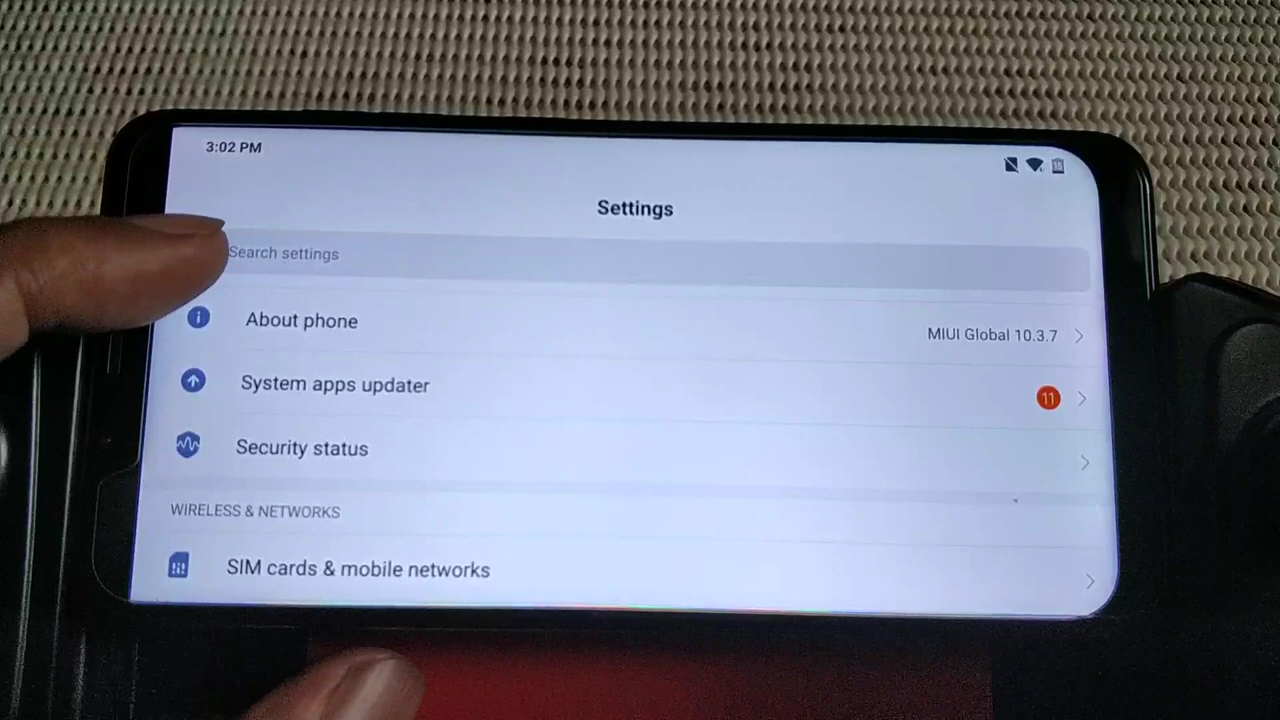 3:02 PM
Settings
Search settings
About phone
MIUI Global 10.3.7
System apps updater
11
Security status
WIRELESS & NETWORKS
SIM cards & mobile networks